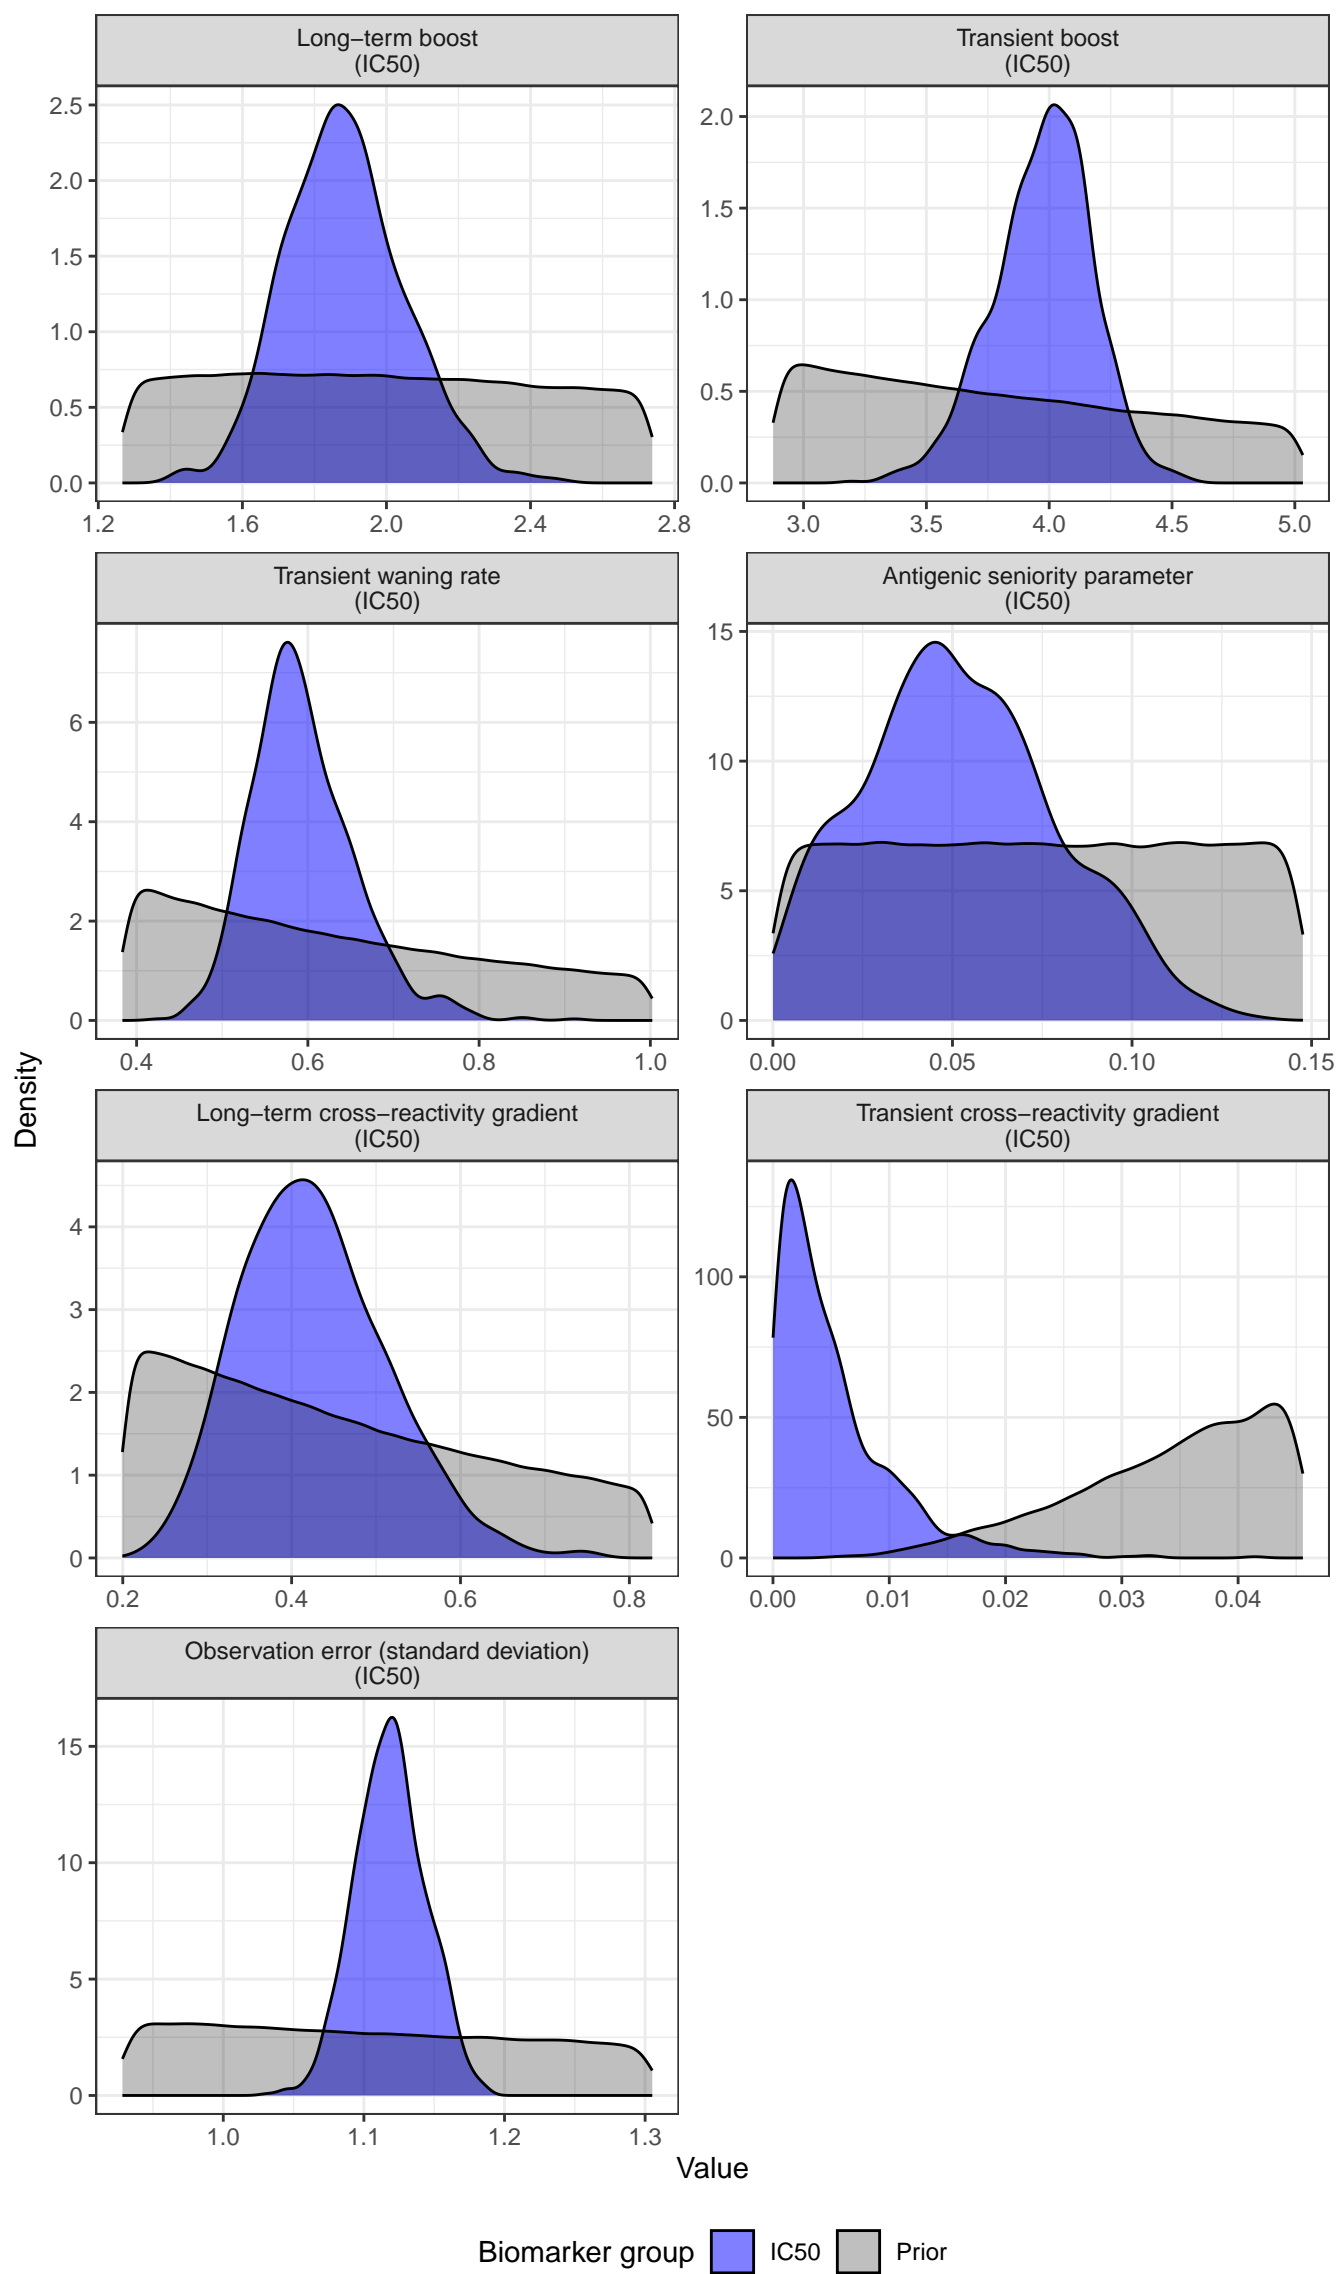 Long−term boost
(IC50)
Transient boost
(IC50)
2.5
2.0
1.5
1.0
0.5
0.0
1.2 1.6 2.0 2.4 2.8
2.0
1.5
1.0
0.5
0.0
3.0 3.5 4.0 4.5 5.0
Transient waning rate
(IC50)
Antigenic seniority parameter
(IC50)
6
4
2
0
0.4 0.6 0.8 1.0
15
10
5
0
0.00 0.05 0.10 0.15
Density
Long−term cross−reactivity gradient
(IC50)
Transient cross−reactivity gradient
(IC50)
4
3
2
1
0
0.2 0.4 0.6 0.8
100
50
0
0.00 0.01 0.02 0.03 0.04
Observation error (standard deviation)
(IC50)
15
10
5
0
1.0 1.1 1.2 1.3
Value
Biomarker group IC50 Prior